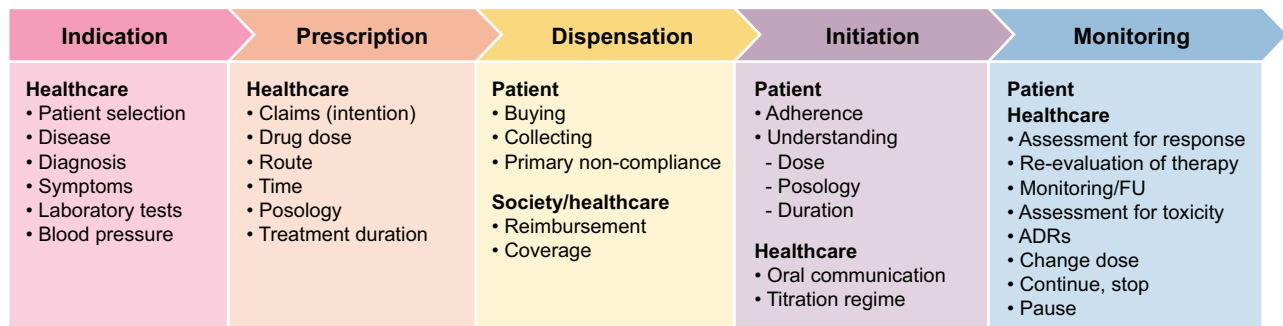 Indication
Prescription
Dispensation
Initiation
Monitoring
Healthcare
• Patient selection
• Disease
• Diagnosis
• Symptoms
• Laboratory tests
• Blood pressure
Healthcare
• Claims (intention)
• Drug dose
• Route
• Time
• Posology
• Treatment duration
Patient
• Buying
• Collecting
• Primary non-compliance
Society/healthcare
• Reimbursement
• Coverage
Patient
• Adherence
• Understanding
- Dose
- Posology
- Duration
Healthcare
• Oral communication
• Titration regime
Patient
Healthcare
• Assessment for response
• Re-evaluation of therapy
• Monitoring/FU
• Assessment for toxicity
• ADRs
• Change dose
• Continue, stop
• Pause